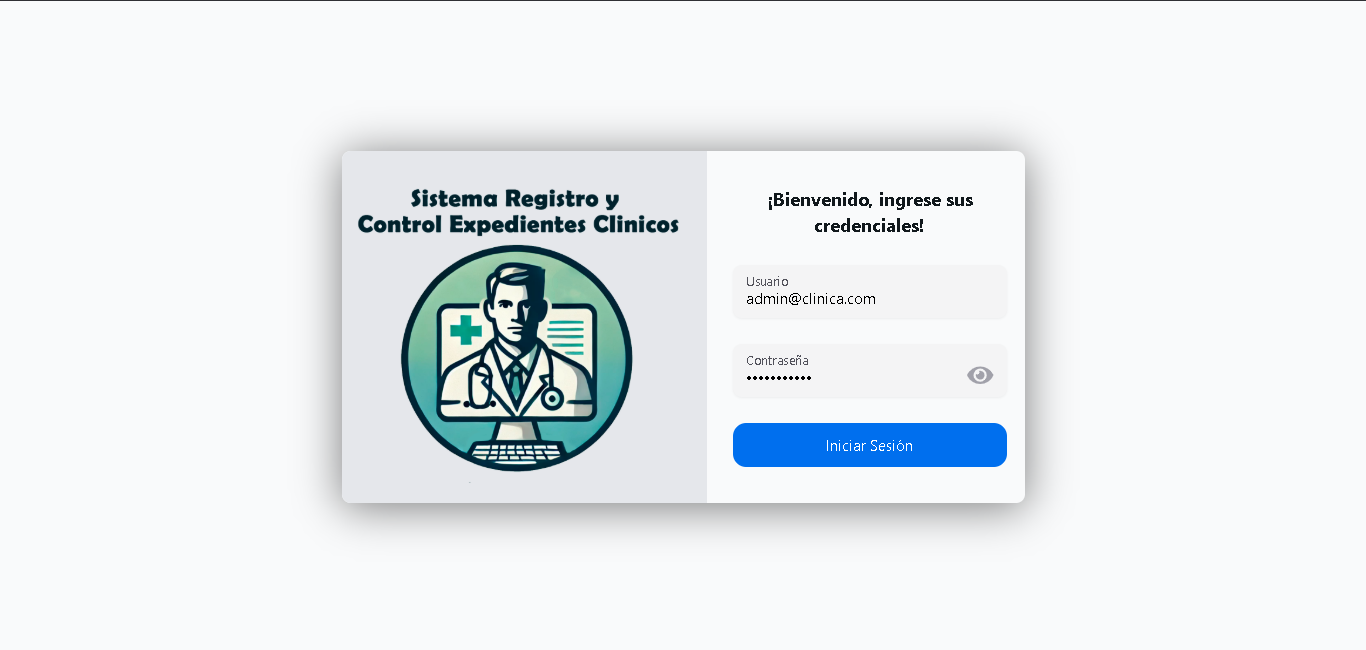 Sistema Registro y
Control Expedientes Clinicos
¡Bienvenido, ingrese sus
credenciales!
Usuario
admin@clinica.com
Contraseña
•••••••••••
Iniciar Sesión